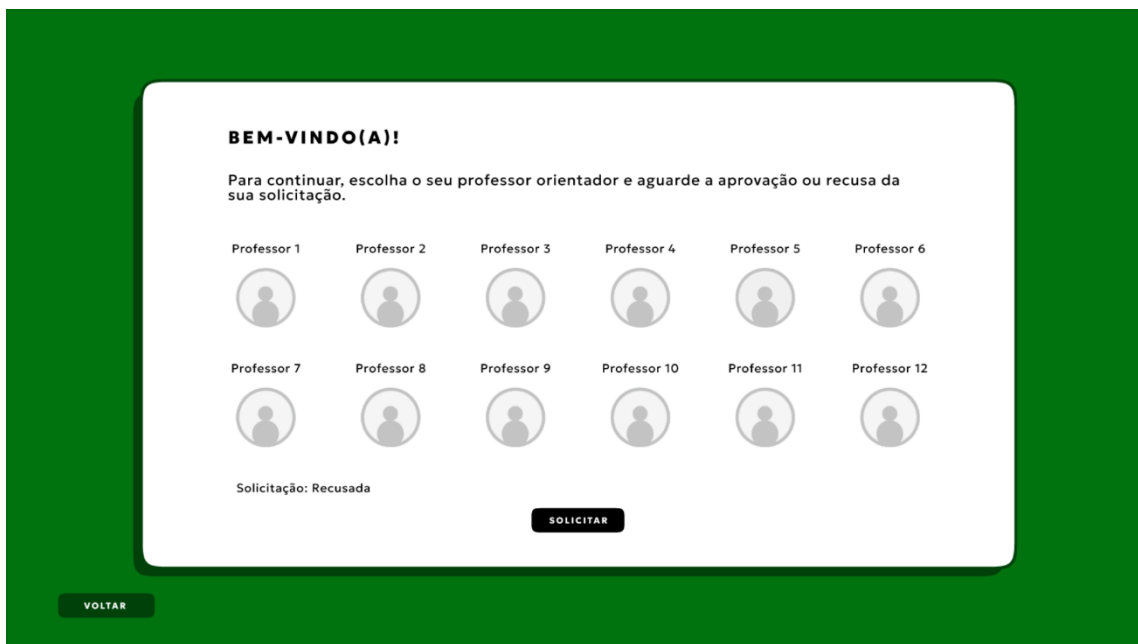 BEM-VINDO(A)!
Para continuar, escolha o seu professor orientador e aguarde a aprovação ou recusa da
sua solicitação.
Professor 1 Professor 2 Professor 3 Professor 4 Professor 5 Professor 6
Professor 7 Professor 8 Professor 9 Professor 10 Professor 11 Professor 12
Solicitação: Recusada
SOLICITAR
VOLTAR